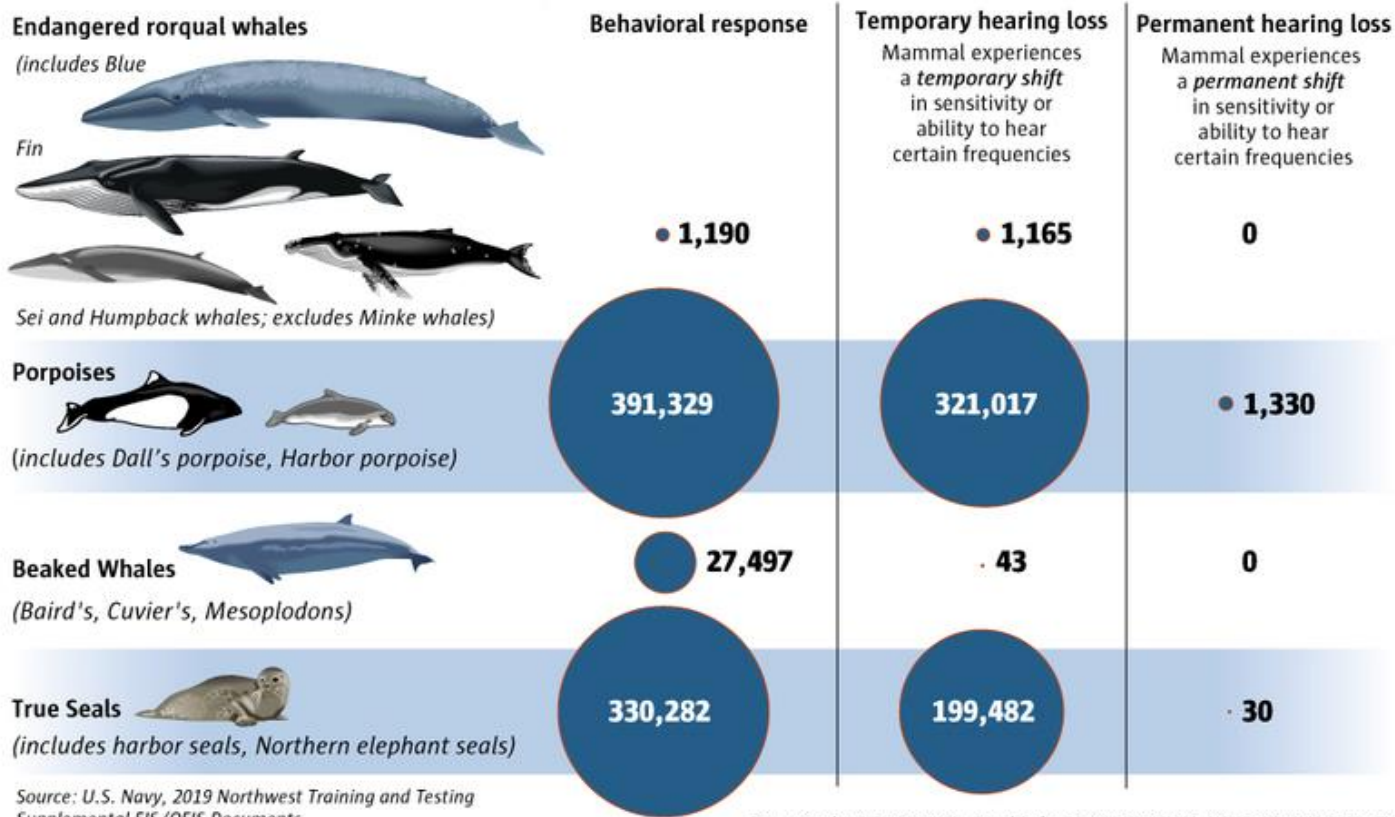 Endangered rorqual whales
(includes Blue
Fin
Sei and Humpback whales; excludes Minke whales)
Behavioral response
Temporary hearing loss
Mammal experiences
a temporary shift
in sensitivity or
ability to hear
certain frequencies
Permanent hearing loss
Mammal experiences
a permanent shift
in sensitivity or
ability to hear
certain frequencies
1,190
1,165
0
Porpoises
(includes Dall's porpoise, Harbor porpoise)
391,329
321,017
1,330
Beaked Whales
(Baird's, Cuvier's, Mesoplodons)
27,497
43
0
True Seals
(includes harbor seals, Northern elephant seals)
330,282
199,482
30
Source: U.S. Navy, 2019 Northwest Training and Testing